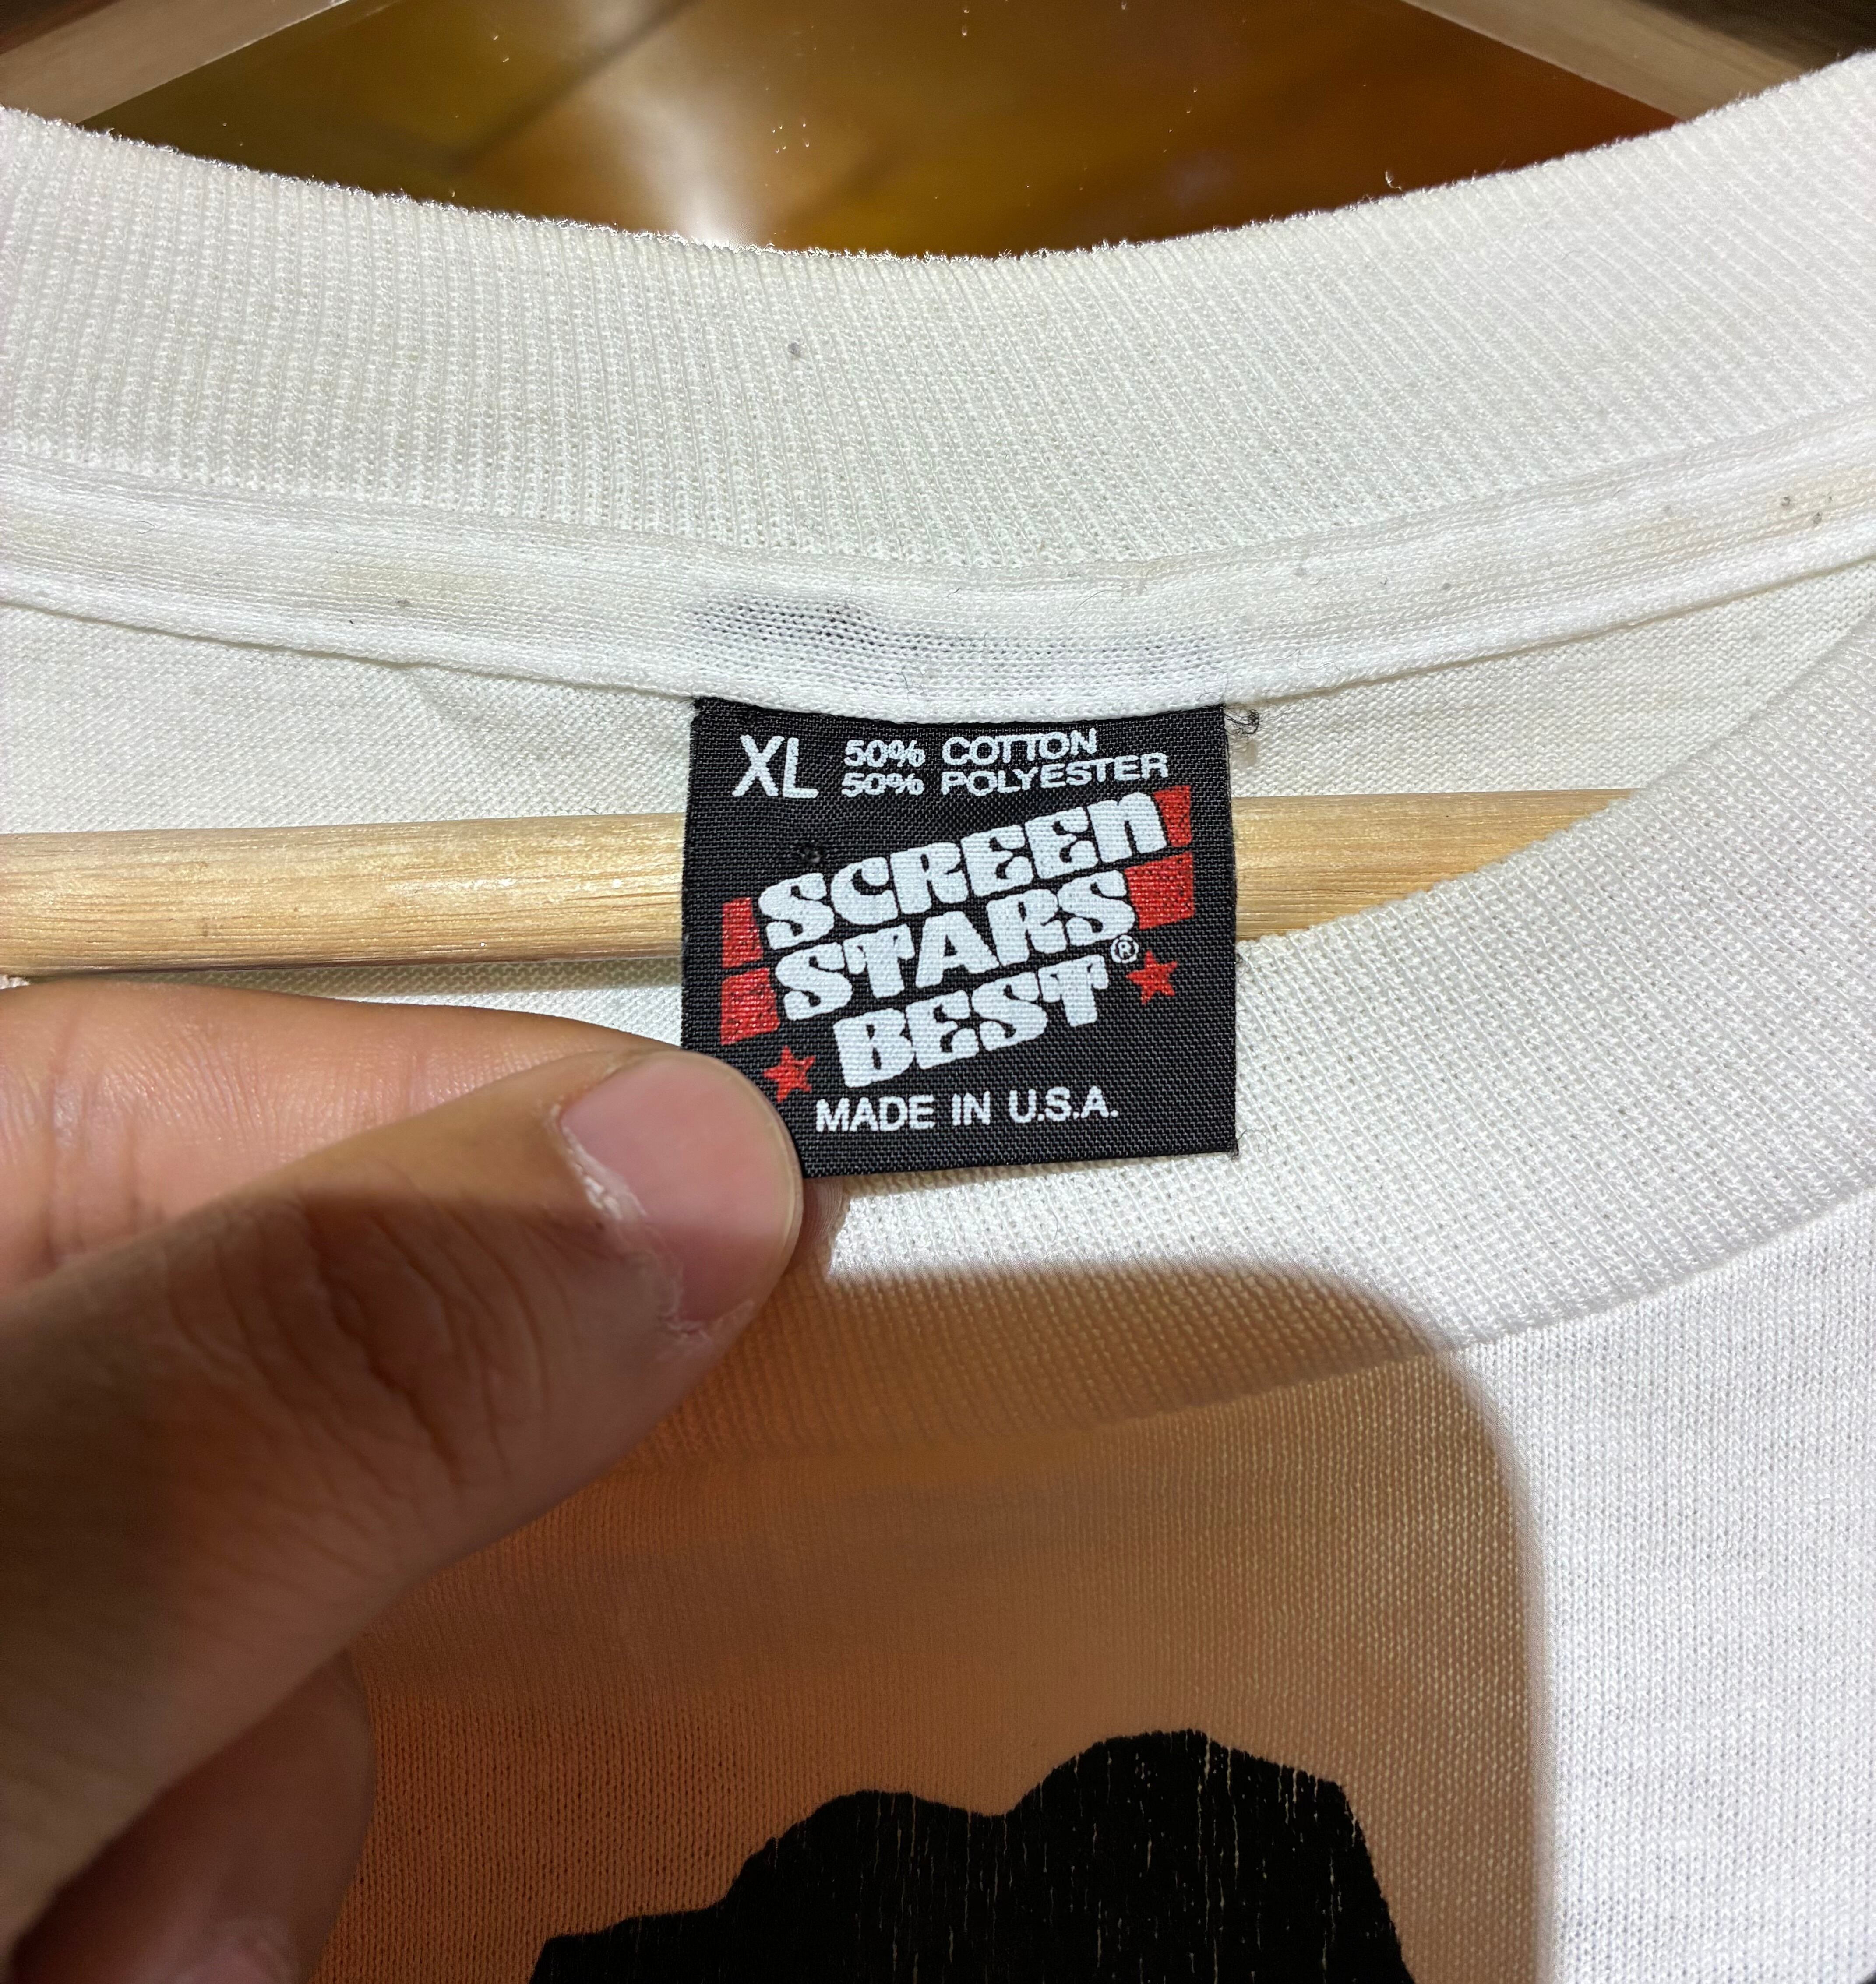 XL 50% COTTON
50% POLYESTER
SCREEN
STARS
BEST®
MADE IN U.S.A.